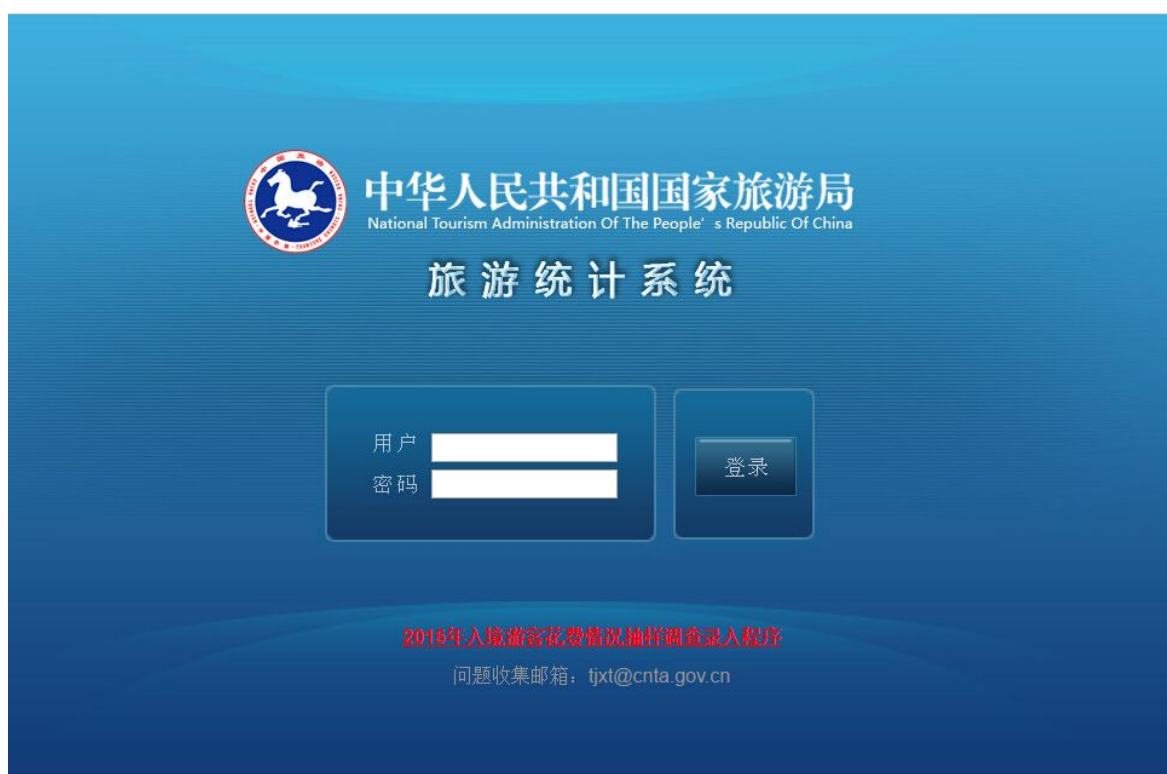 中华人民共和国国家旅游局
National Tourism Administration Of The People's Republic Of China
旅游统计系统
用户
密码
登录
2015年入境游客花费情况抽样调查录入程序
问题收集邮箱：tjxt@cnta.gov.cn